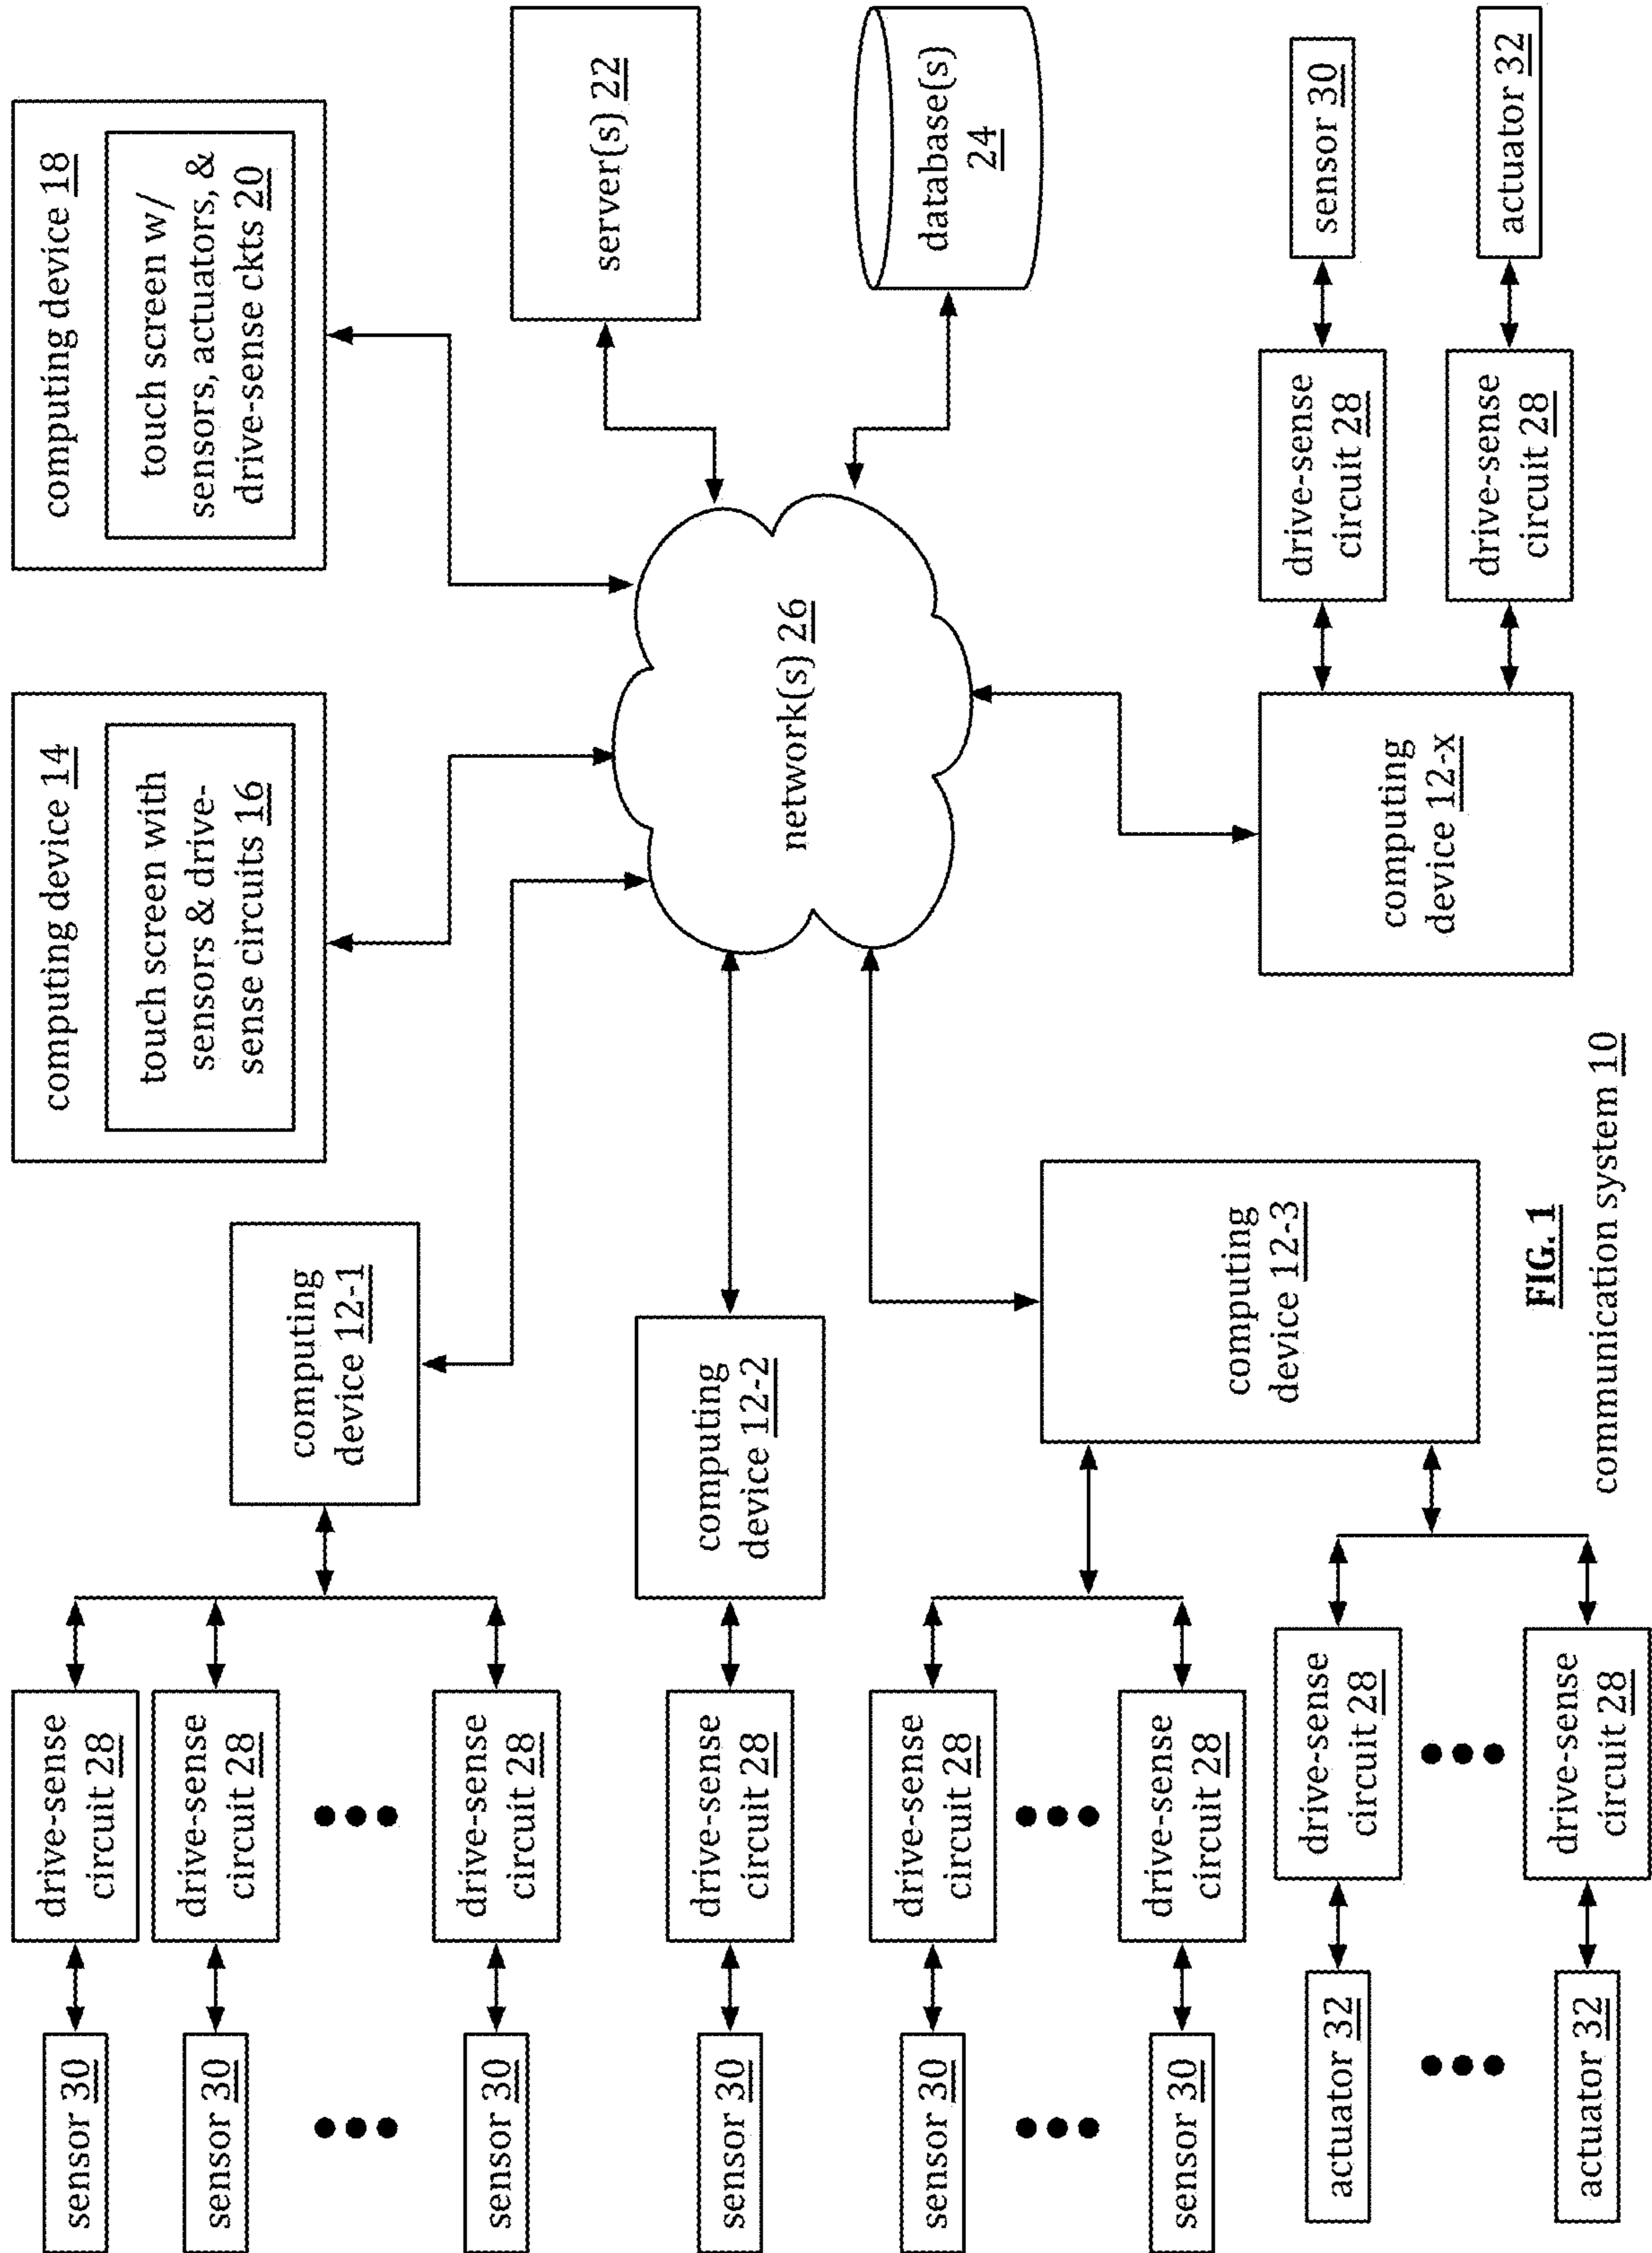 sensor 30
drive-sense
circuit 28
sensor 30
drive-sense
circuit 28
sensor 30
drive-sense
circuit 28
computing
device 12-1
computing device 14
touch screen with
sensors & drive-
sense circuits 16
computing device 18
touch screen w/
sensors, actuators, &
drive-sense ckts 20
sensor 30
drive-sense
circuit 28
computing
device 12-2
network(s) 26
server(s) 22
database(s)
24
sensor 30
drive-sense
circuit 28
sensor 30
drive-sense
circuit 28
computing
device 12-3
actuator 32
drive-sense
circuit 28
actuator 32
drive-sense
circuit 28
computing
device 12-x
drive-sense
circuit 28
sensor 30
drive-sense
circuit 28
actuator 32
FIG. 1
communication system 10